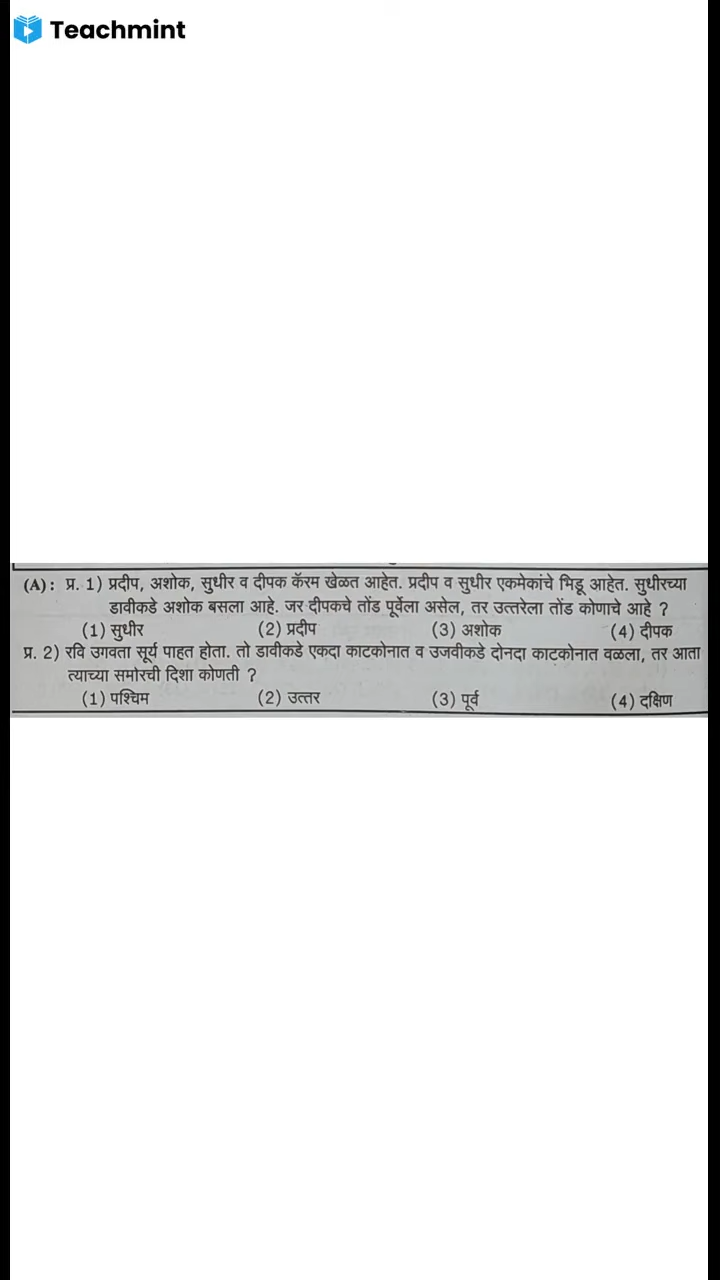 Teachmint
(A): प्र. 1) प्रदीप, अशोक, सुधीर व दीपक कॅरम खेळत आहेत. प्रदीप व सुधीर एकमेकांचे भिडू आहेत. सुधीरच्या
डावीकडे अशोक बसला आहे. जर दीपकचे तोंड पूर्वेला असेल, तर उत्तरेला तोंड कोणाचे आहे ?
(1) सुधीर (2) प्रदीप (3) अशोक (4) दीपक
प्र. 2) रवि उगवता सूर्य पाहत होता. तो डावीकडे एकदा काटकोनात व उजवीकडे दोनदा काटकोनात वळला, तर आता
त्याच्या समोरची दिशा कोणती ?
(1) पश्चिम (2) उत्तर (3) पूर्व (4) दक्षिण